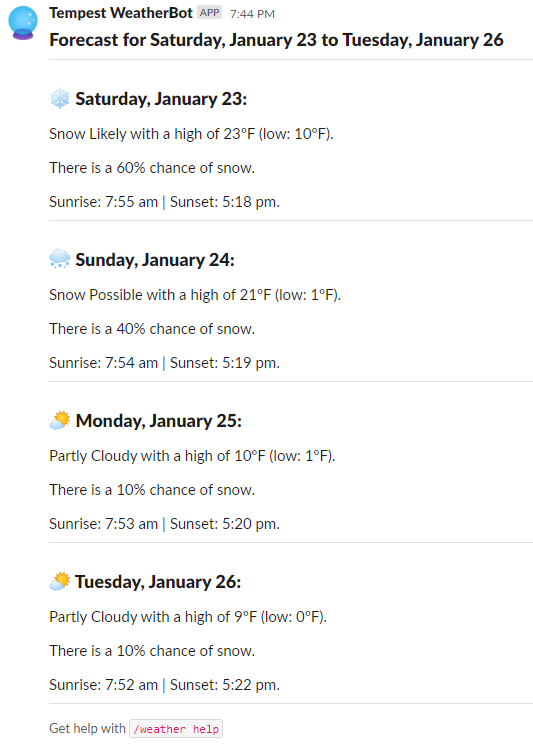 Tempest WeatherBot APP 7:44 PM
Forecast for Saturday, January 23 to Tuesday, January 26
Saturday, January 23:
Snow Likely with a high of 23°F (low: 10°F).
There is a 60% chance of snow.
Sunrise: 7:55 am | Sunset: 5:18 pm.
Sunday, January 24:
Snow Possible with a high of 21°F (low: 1°F).
There is a 40% chance of snow.
Sunrise: 7:54 am | Sunset: 5:19 pm.
Monday, January 25:
Partly Cloudy with a high of 10°F (low: 1°F).
There is a 10% chance of snow.
Sunrise: 7:53 am | Sunset: 5:20 pm.
Tuesday, January 26:
Partly Cloudy with a high of 9°F (low: 0°F).
There is a 10% chance of snow.
Sunrise: 7:52 am | Sunset: 5:22 pm.
Get help with /weather help